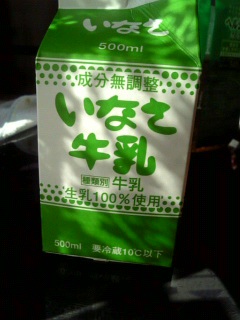 いなさ
500ml
成分無調整
いなさ
牛乳
種類別 牛乳
生乳100%使用
500ml 要冷蔵10℃以下